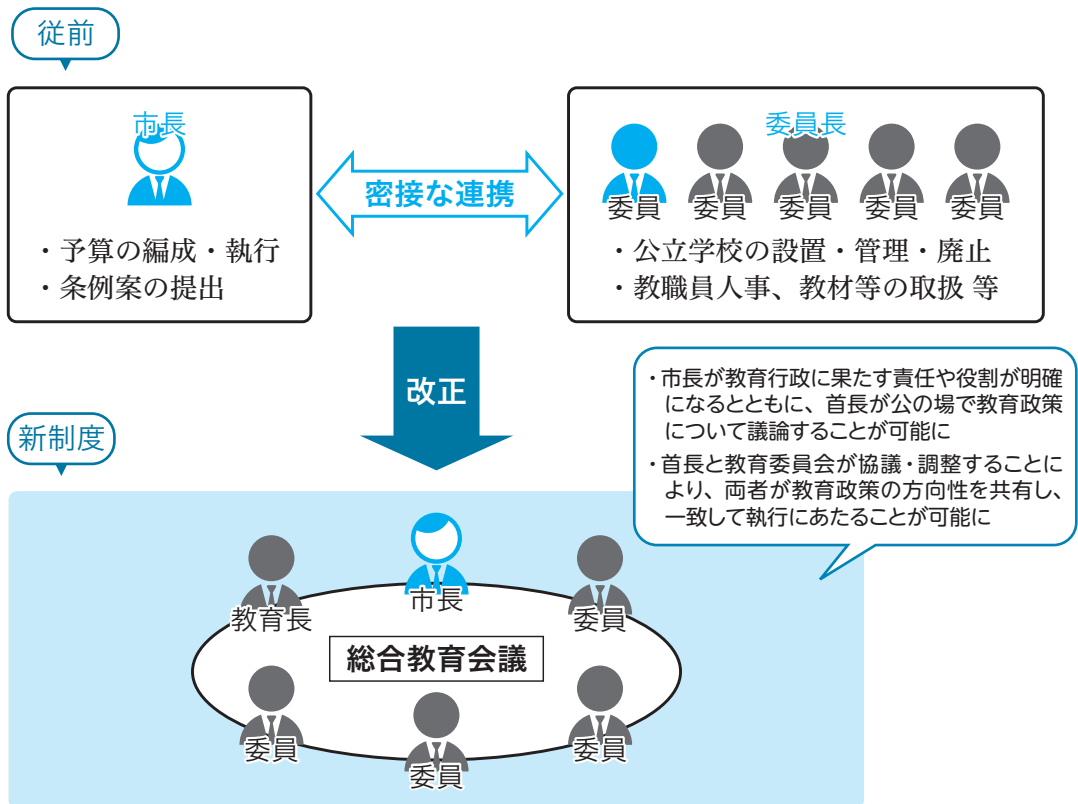 従前
市長
・予算の編成・執行
・条例案の提出
密接な連携
委員長
委員 委員 委員 委員 委員
・公立学校の設置・管理・廃止
・教職員人事、教材等の取扱 等
改正
・市長が教育行政に果たす責任や役割が明確
になるとともに、首長が公の場で教育政策
について議論することが可能に
・首長と教育委員会が協議・調整することに
より、両者が教育政策の方向性を共有し、
一致して執行にあたることが可能に
新制度
教育長
市長
委員
総合教育会議
委員
委員
委員